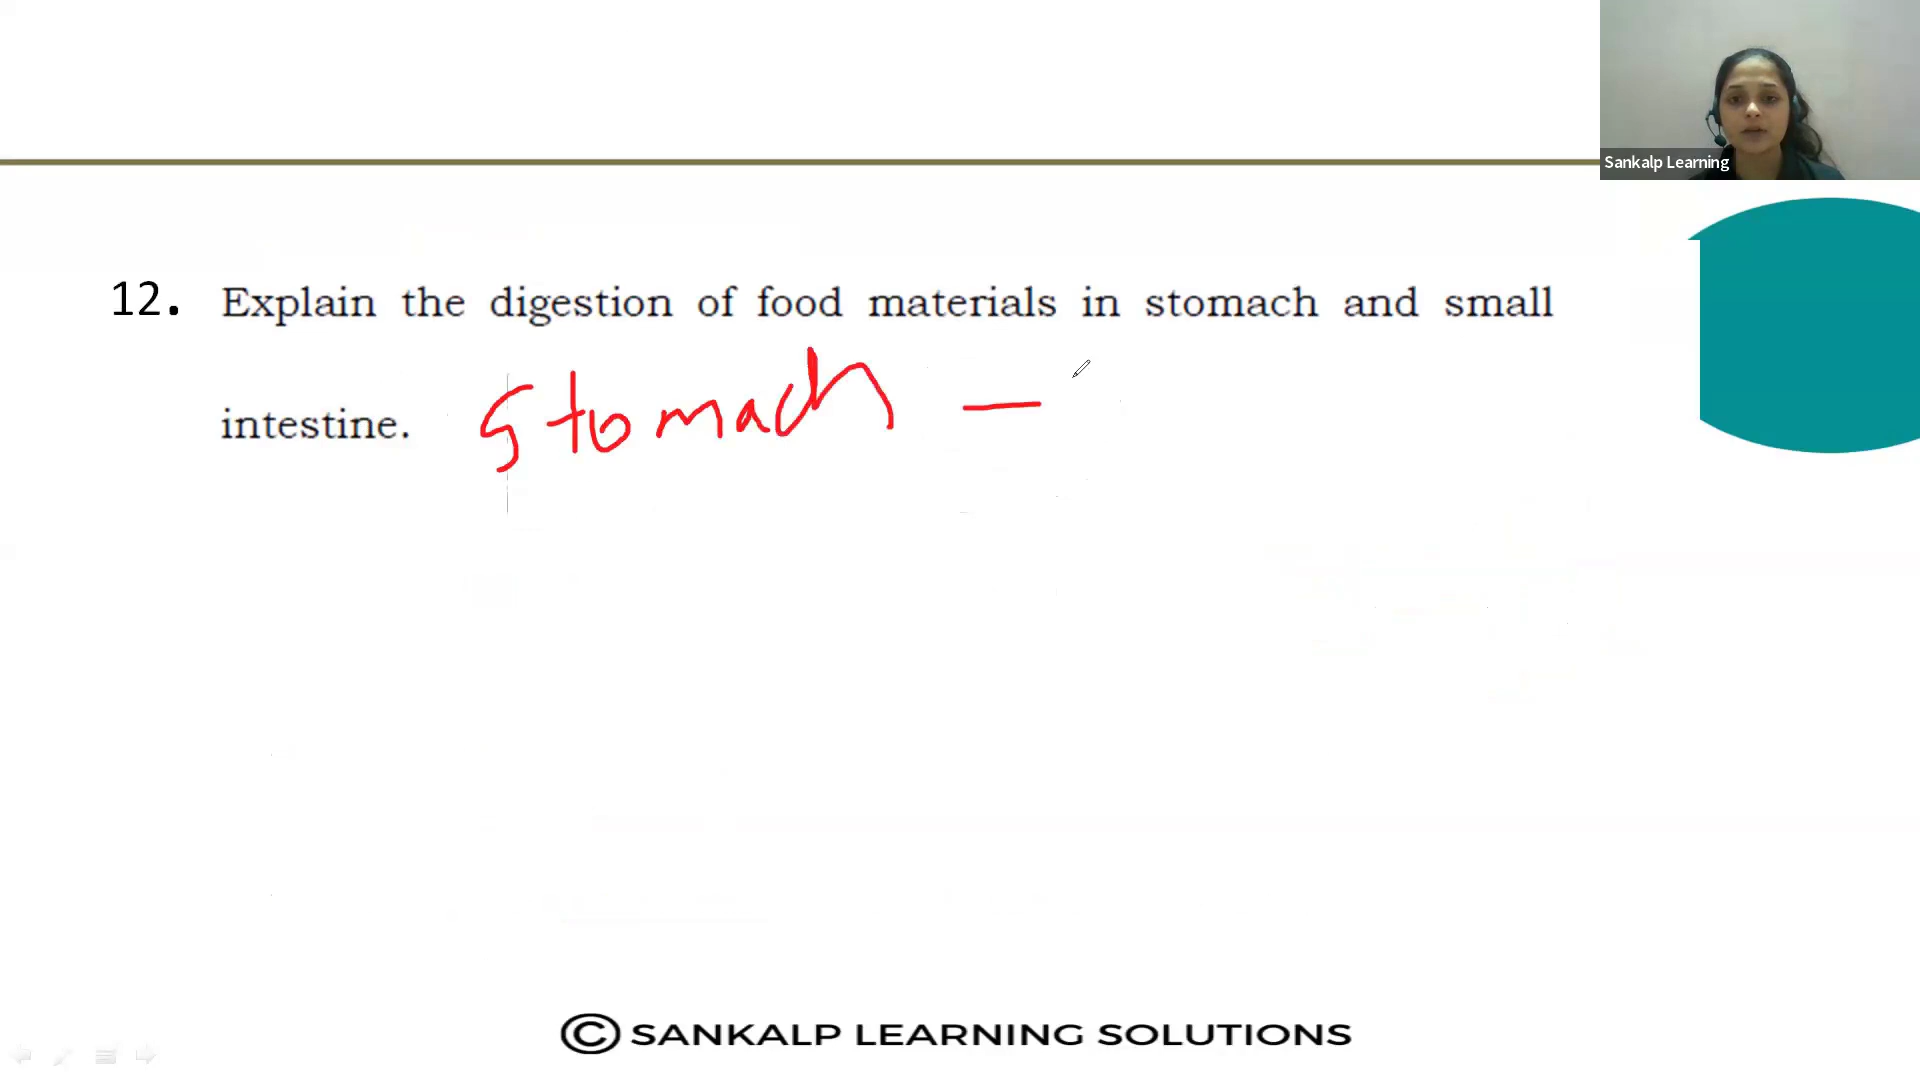 Sankalp Learning
12. Explain the digestion of food materials in stomach and small
intestine. Stomach —
© SANKALP LEARNING SOLUTIONS